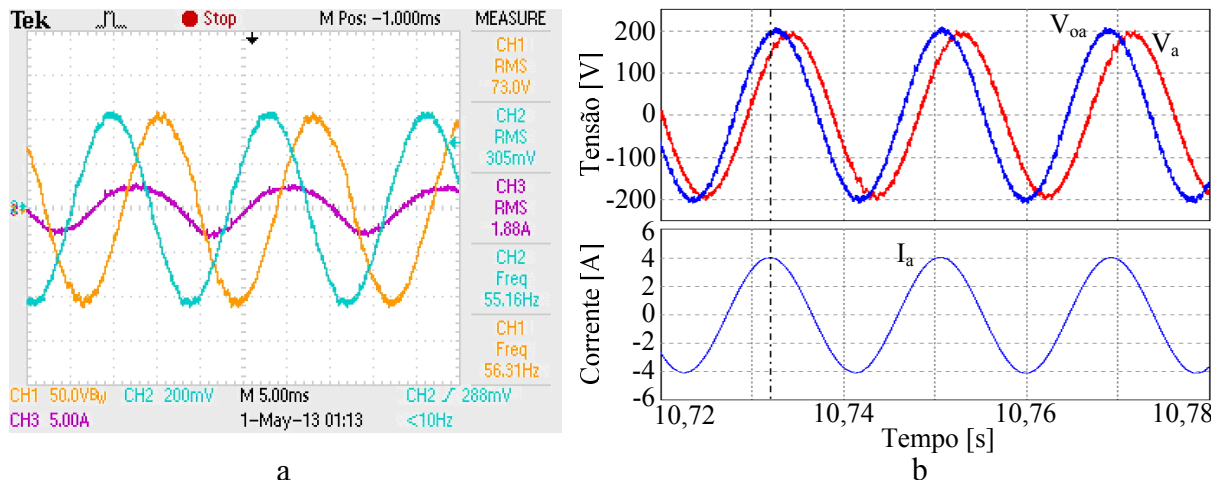 Tek Stop M Pos: -1.000ms MEASURE
CH1
RMS
73.0V
CH2
RMS
305mV
CH3
RMS
1.88A
CH2
Freq
55.16Hz
CH1
Freq
56.31Hz
CH1 50.0VBW CH2 200mV M 5.00ms CH2 288mV
CH3 5.00A 1-May-13 01:13 <10Hz
a
Tensão [V]
200
100
0
-100
-200
Voa
Va
Corrente [A]
6
4
2
0
-2
-4
-6
Ia
10,72 10,74 10,76 10,78
Tempo [s]
b